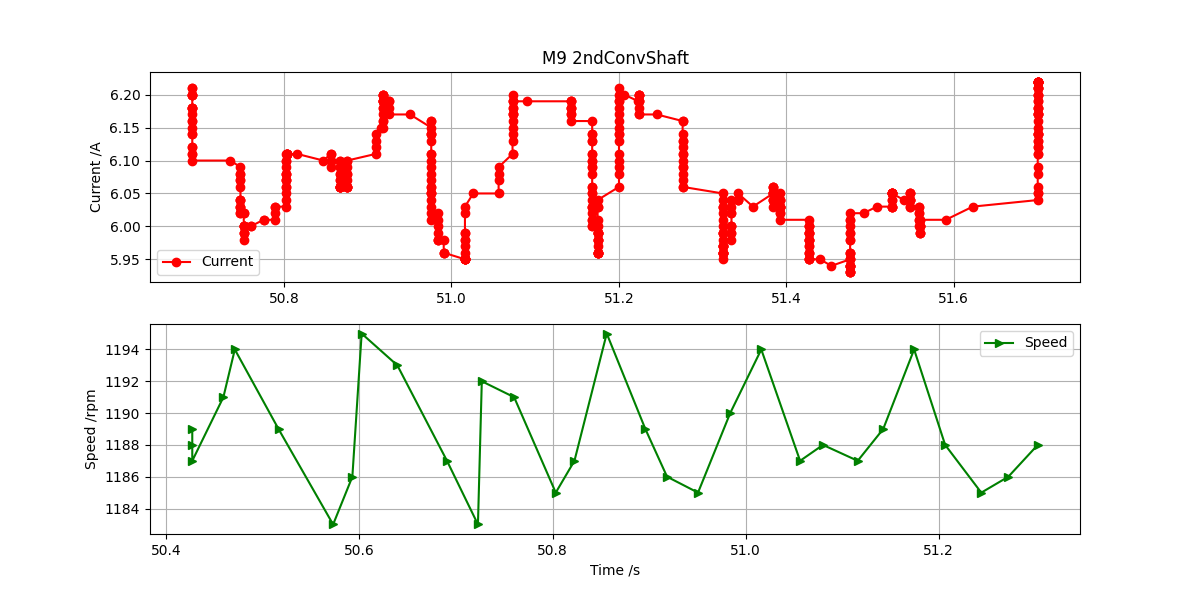 M9 2ndConvShaft
Current /A
6.20
6.15
6.10
6.05
6.00
5.95
Current
50.8 51.0 51.2 51.4 51.6
Speed /rpm
1194
1192
1190
1188
1186
1184
Speed
50.4 50.6 50.8 51.0 51.2
Time /s